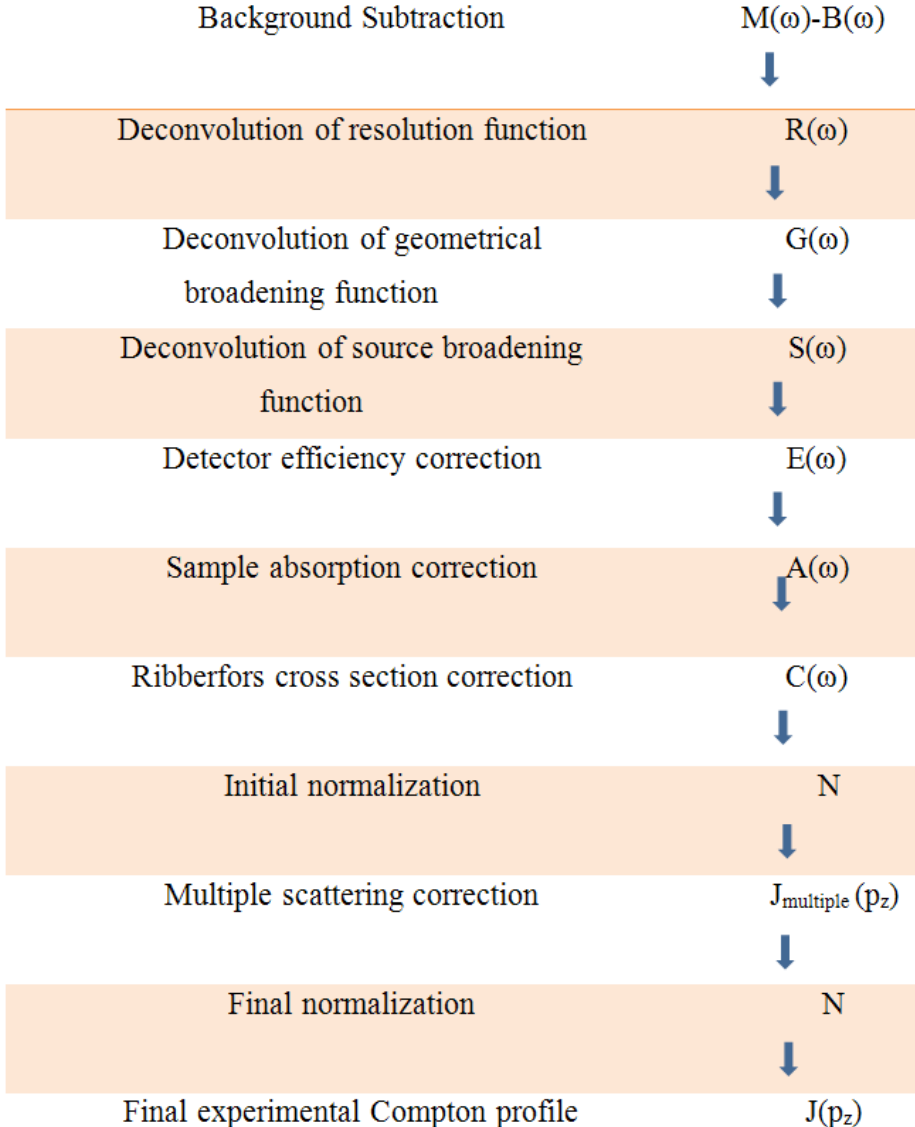 Background Subtraction M(ω)-B(ω)
Deconvolution of resolution function R(ω)
Deconvolution of geometrical G(ω)
broadening function
Deconvolution of source broadening S(ω)
function
Detector efficiency correction E(ω)
Sample absorption correction A(ω)
Ribberfors cross section correction C(ω)
Initial normalization N
Multiple scattering correction Jmultiple (pz)
Final normalization N
Final experimental Compton profile J(pz)